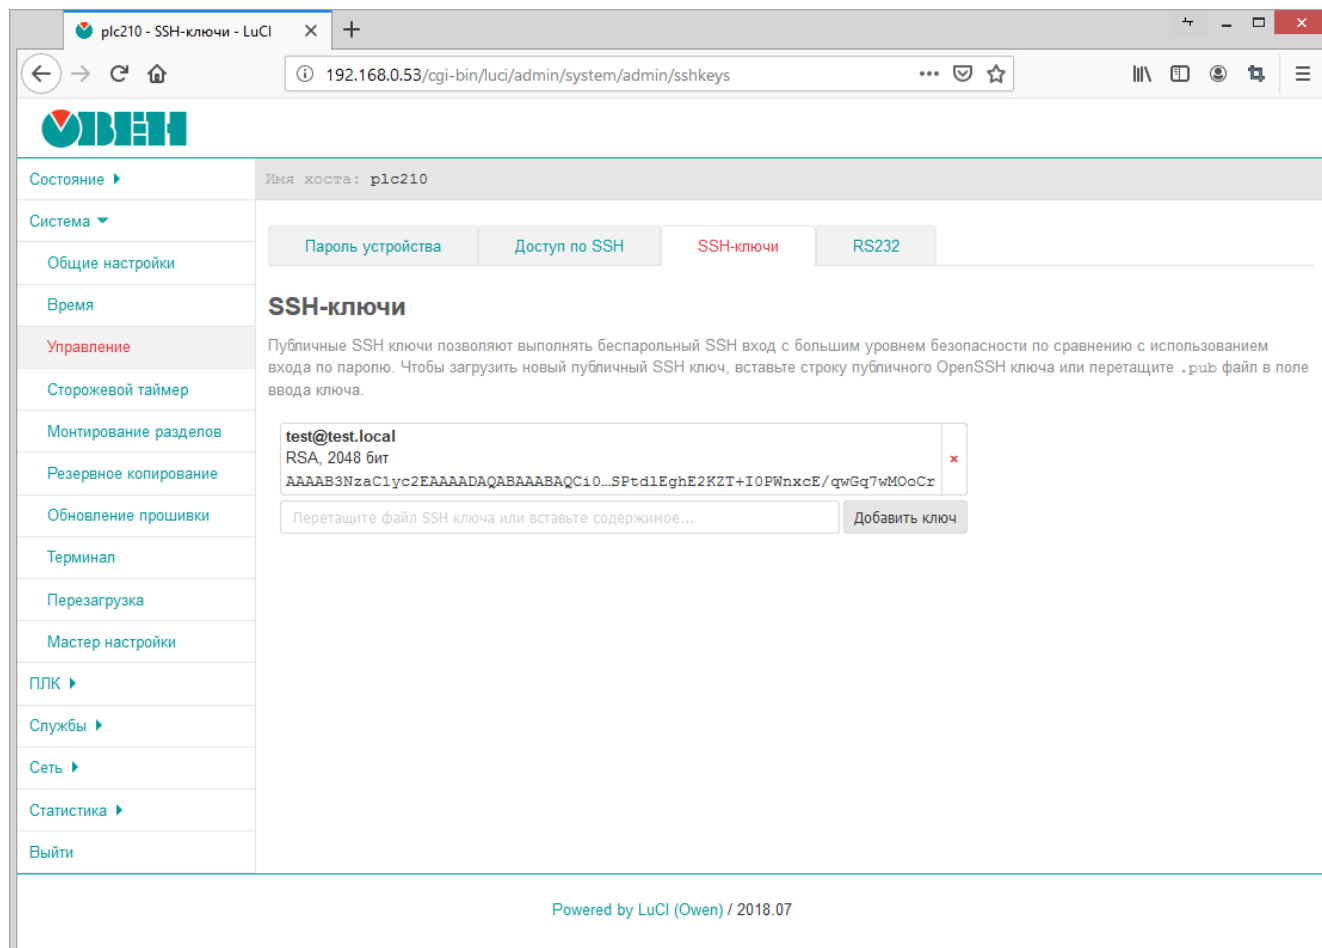 plc210 - SSH-ключи - LuCI
192.168.0.53/cgi-bin/luci/admin/system/admin/sshkeys
ОВЕН
Состояние
Имя хоста: plc210
Система
Общие настройки
Время
Управление
Сторожевой таймер
Монтирование разделов
Резервное копирование
Обновление прошивки
Терминал
Перезагрузка
Мастер настройки
ПЛК
Службы
Сеть
Статистика
Выйти
Пароль устройства
Доступ по SSH
SSH-ключи
RS232
SSH-ключи
Публичные SSH ключи позволяют выполнять беспарольный SSH вход с большим уровнем безопасности по сравнению с использованием
входа по паролю. Чтобы загрузить новый публичный SSH ключ, вставьте строку публичного OpenSSH ключа или перетащите .pub файл в поле
ввода ключа.
test@test.local
RSA, 2048 бит
AAAAB3NzaC1yc2EAAAADAQABAAABAQCi0…SPtdlEghE2KZT+I0PWnxcE/qwGq7wMOoCr
Перетащите файл SSH ключа или вставьте содержимое...
Добавить ключ
Powered by LuCI (Owen) / 2018.07